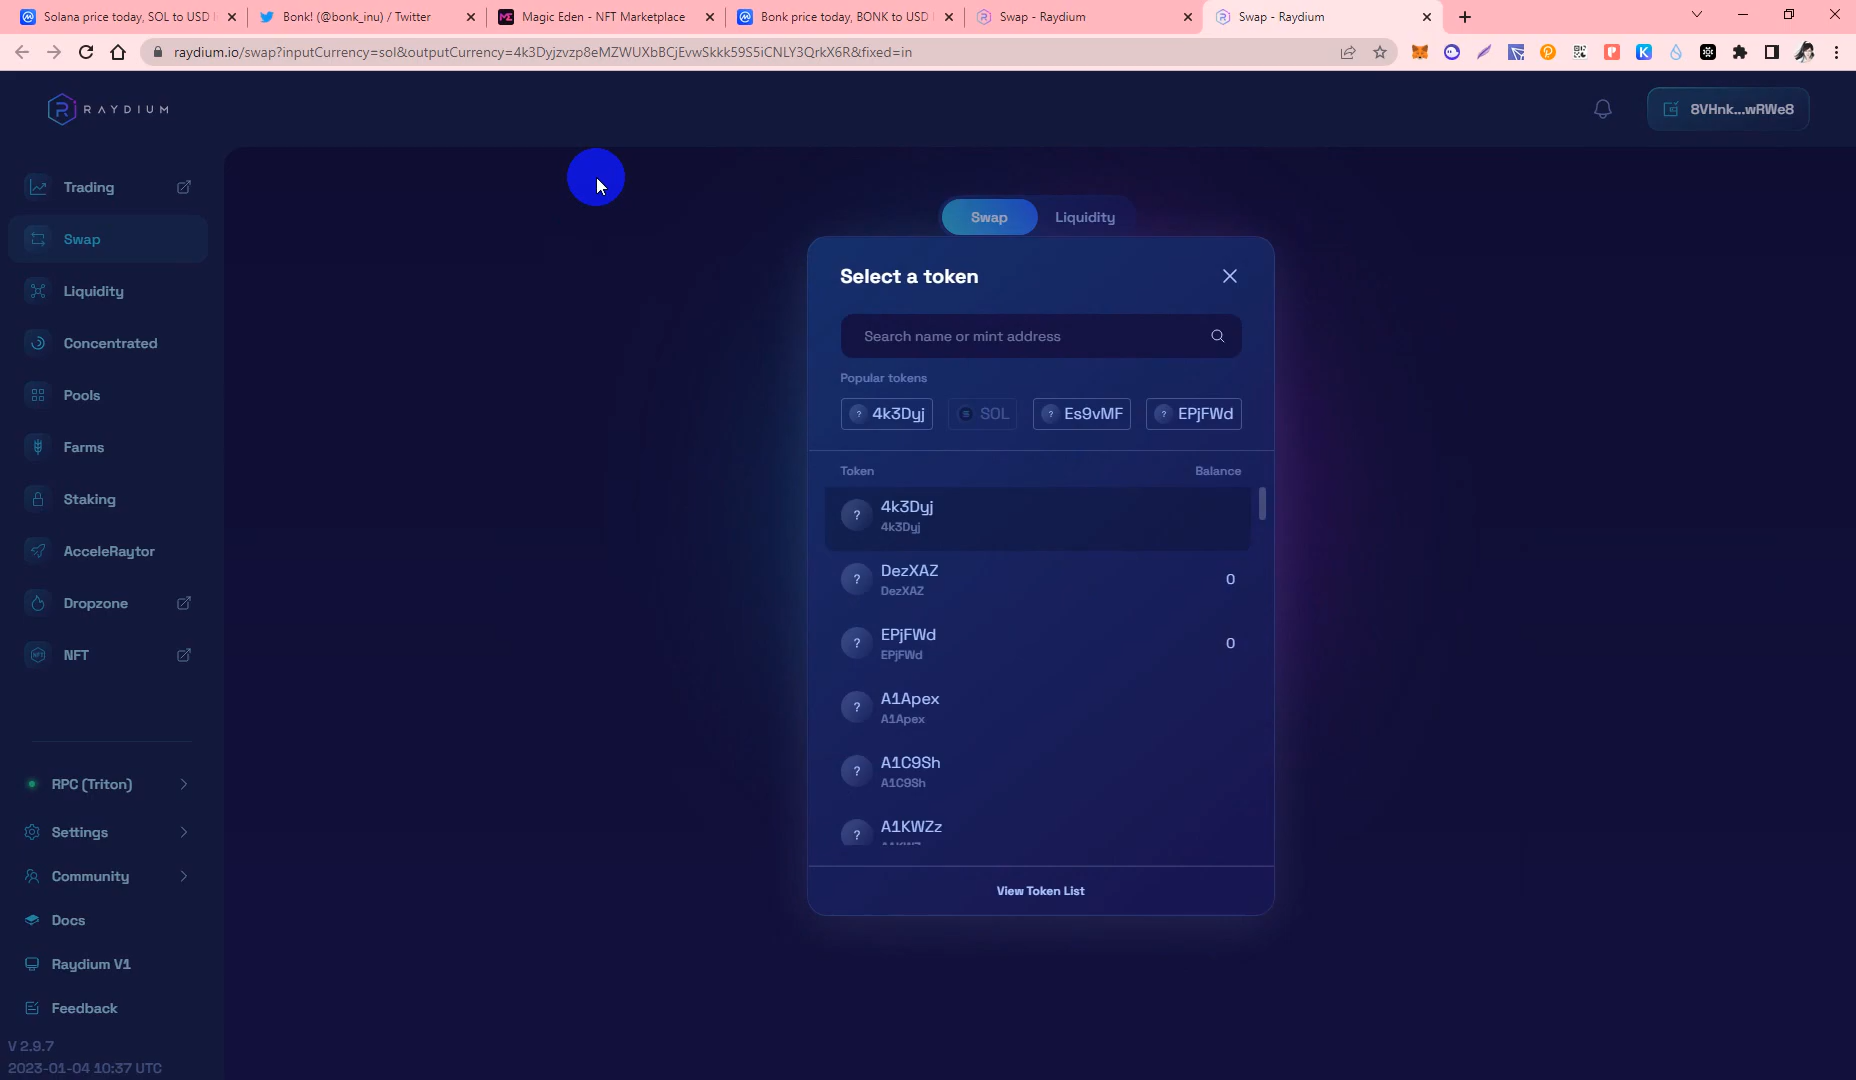 Solana price today, SOL to USD
Bonk! (@bonk_inu) / Twitter
Magic Eden - NFT Marketplace
Bonk price today, BONK to USD
Swap - Raydium
Swap - Raydium
raydium.io/swap?inputCurrency=sol&outputCurrency=4k3Dyjzvzp8eMZWUXbBCjEvwSkkk59S5iCNLY3QrkX6R&fixed=in
RAYDIUM
8VHnk...wRWe8
Trading
Swap
Liquidity
Concentrated
Pools
Farms
Staking
AcceleRaytor
Dropzone
NFT
RPC (Triton)
Settings
Community
Docs
Raydium V1
Feedback
V 2.9.7
2023-01-04 10:37 UTC
Swap
Liquidity
Select a token
Search name or mint address
Popular tokens
4k3Dyj
SOL
Es9vMF
EPjFWd
Token
Balance
4k3Dyj
4k3Dyj
DezXAZ
0
DezXAZ
EPjFWd
0
EPjFWd
A1Apex
A1Apex
A1C9Sh
A1C9Sh
A1KWZz
View Token List